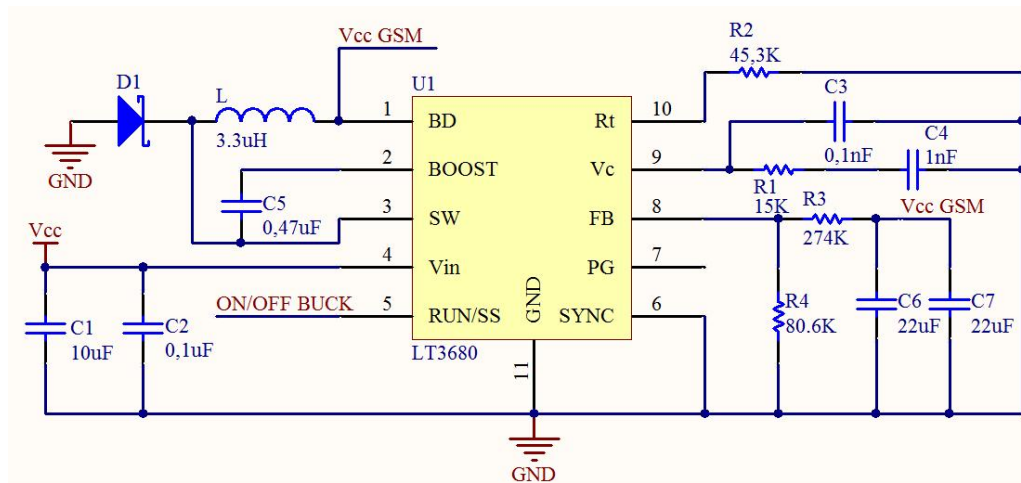 R2
45,3K
Vcc GSM
D1
U1
C3
L
1
BD
Rt
10
3.3uH
0,1nF
C4
1nF
GND
2
BOOST
Vc
9
R1
15K
R3
274K
Vcc GSM
C5
0,47uF
3
SW
FB
8
Vcc
4
Vin
PG
7
ON/OFF BUCK
5
RUN/SS
GND
SYNC
6
C1
10uF
C2
0,1uF
R4
80.6K
C6
22uF
C7
22uF
LT3680
11
GND